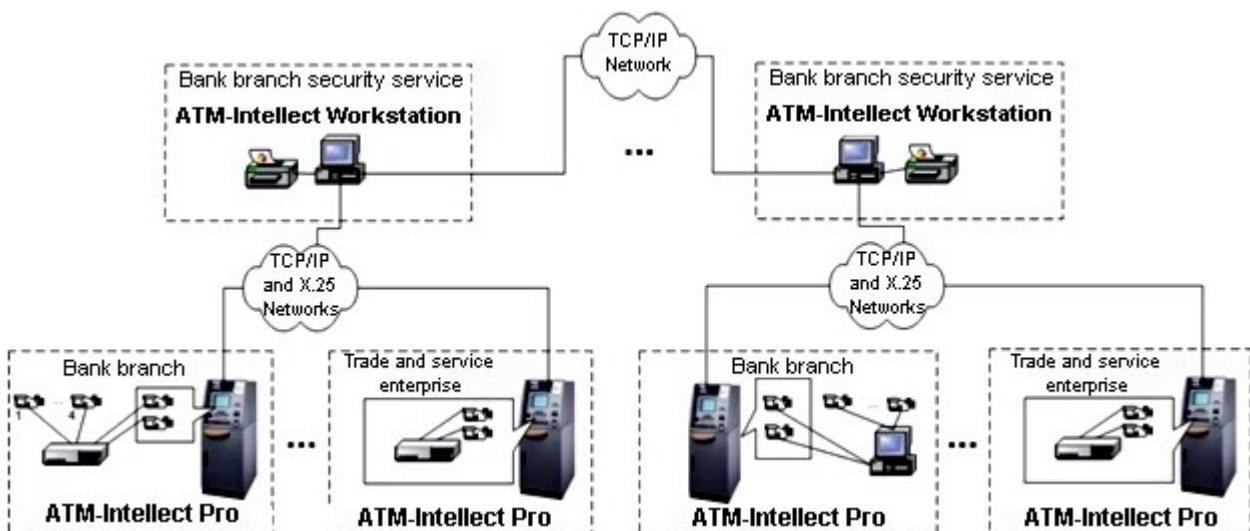 TCP/IP
Network
Bank branch security service
ATM-Intellect Workstation
...
Bank branch security service
ATM-Intellect Workstation
TCP/IP
and X.25
Networks
TCP/IP
and X.25
Networks
Bank branch
1
...
4
ATM-Intellect Pro
...
Trade and service
enterprise
ATM-Intellect Pro
Bank branch
...
ATM-Intellect Pro
...
Trade and service
enterprise
ATM-Intellect Pro